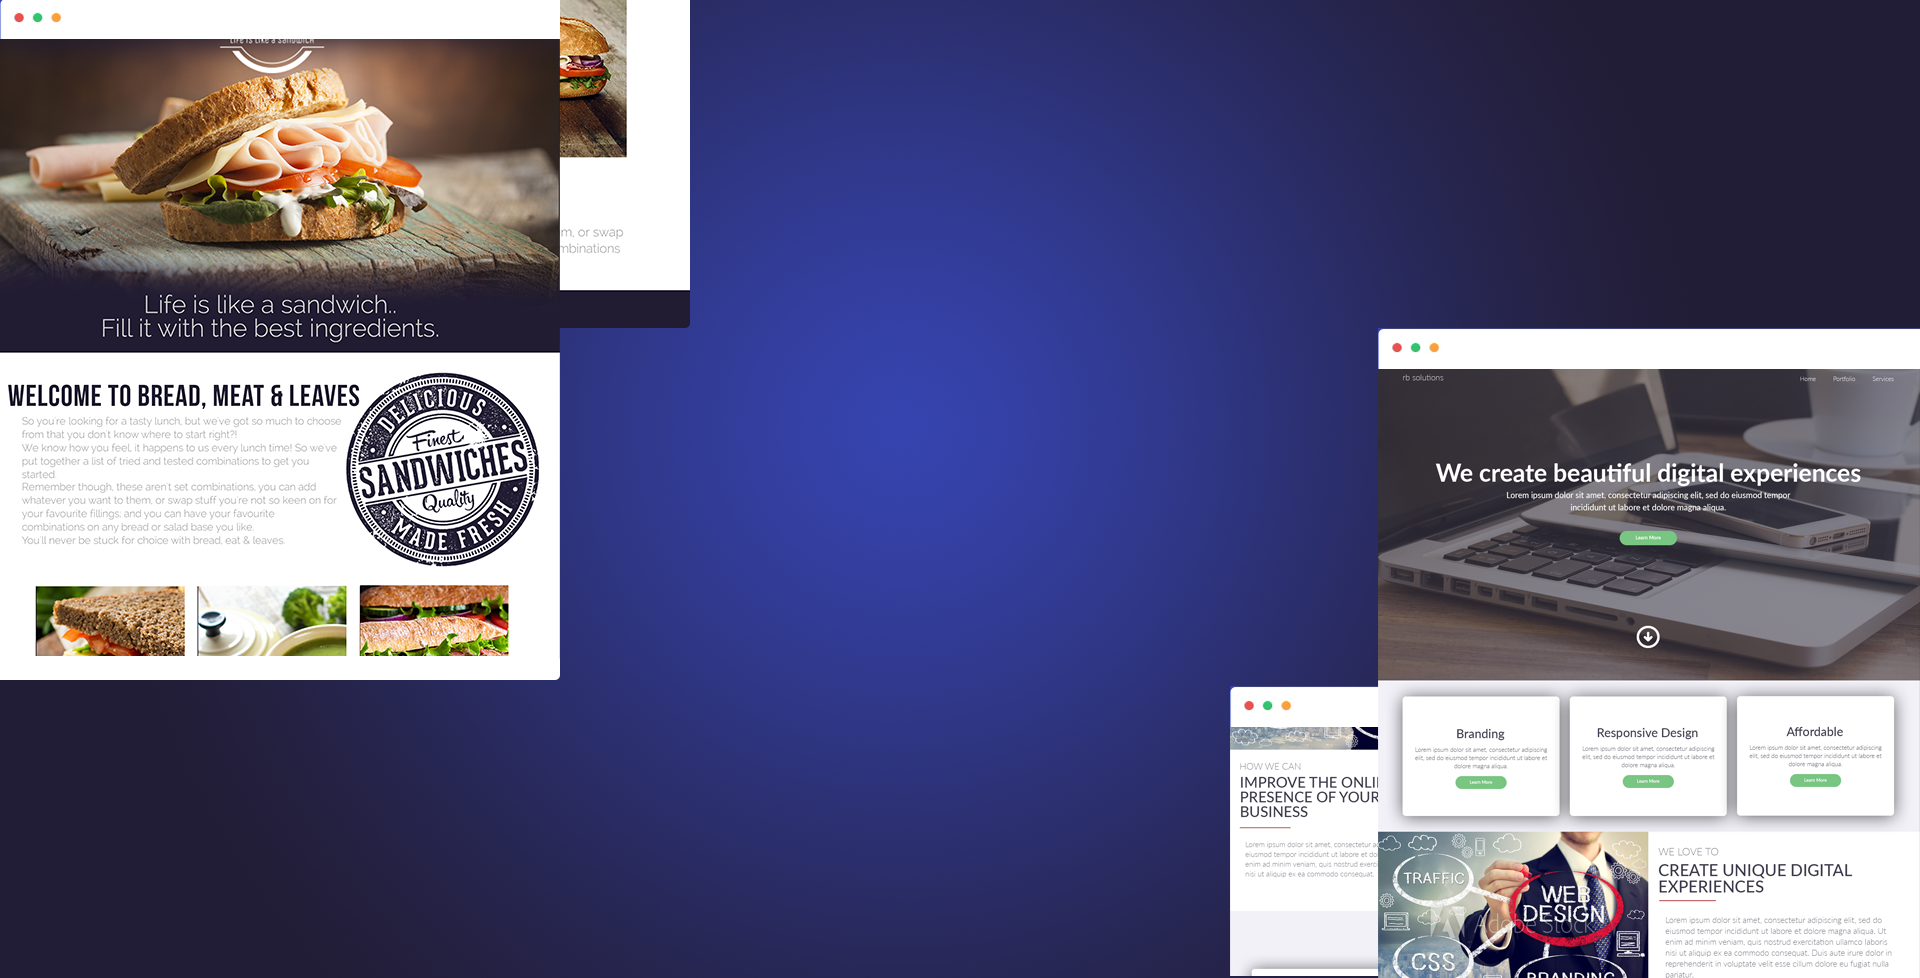 Life is like a sandwich
Life is like a sandwich..
Fill it with the best ingredients.
m, or swap
mbinations
WELCOME TO BREAD, MEAT & LEAVES
So you're looking for a tasty lunch, but we've got so much to choose
from that you don't know where to start right?!
We know how you feel, it happens to us every lunch time! So we've
put together a list of tried and tested combinations to get you
started.
Remember though, these aren't set combinations, you can add
whatever you want to them, or swap stuff you're not so keen on for
your favourite fillings; and you can have your favourite
combinations on any bread or salad base you like.
You'll never be stuck for choice with bread, eat & leaves.
DELICIOUS
Finest
SANDWICHES
Quality
MADE FRESH
rb solutions
Home Portfolio Services
We create beautiful digital experiences
Lorem ipsum dolor sit amet, consectetur adipiscing elit, sed do eiusmod tempor
incididunt ut labore et dolore magna aliqua.
Learn More
Branding
Lorem ipsum dolor sit amet, consectetur adipiscing
elit, sed do eiusmod tempor incididunt ut labore et
dolore magna aliqua.
Learn More
Responsive Design
Lorem ipsum dolor sit amet, consectetur adipiscing
elit, sed do eiusmod tempor incididunt ut labore et
dolore magna aliqua.
Learn More
Affordable
Lorem ipsum dolor sit amet, consectetur adipiscing
elit, sed do eiusmod tempor incididunt ut labore et
dolore magna aliqua.
Learn More
HOW WE CAN
IMPROVE THE ONLI
PRESENCE OF YOUR
BUSINESS
Lorem ipsum dolor sit amet, consectetur a
eiusmod tempor incididunt ut labore et do
enim ad minim veniam, quis nostrud exerc
nisi ut aliquip ex ea commodo consequat.
TRAFFIC
WEB
DESIGN
Adobe Stock
CSS
BRANDING
WE LOVE TO
CREATE UNIQUE DIGITAL
EXPERIENCES
Lorem ipsum dolor sit amet, consectetur adipiscing elit, sed do
eiusmod tempor incididunt ut labore et dolore magna aliqua. Ut
enim ad minim veniam, quis nostrud exercitation ullamco laboris
nisi ut aliquip ex ea commodo consequat. Duis aute irure dolor in
reprehenderit in voluptate velit esse cillum dolore eu fugiat nulla
pariatur.